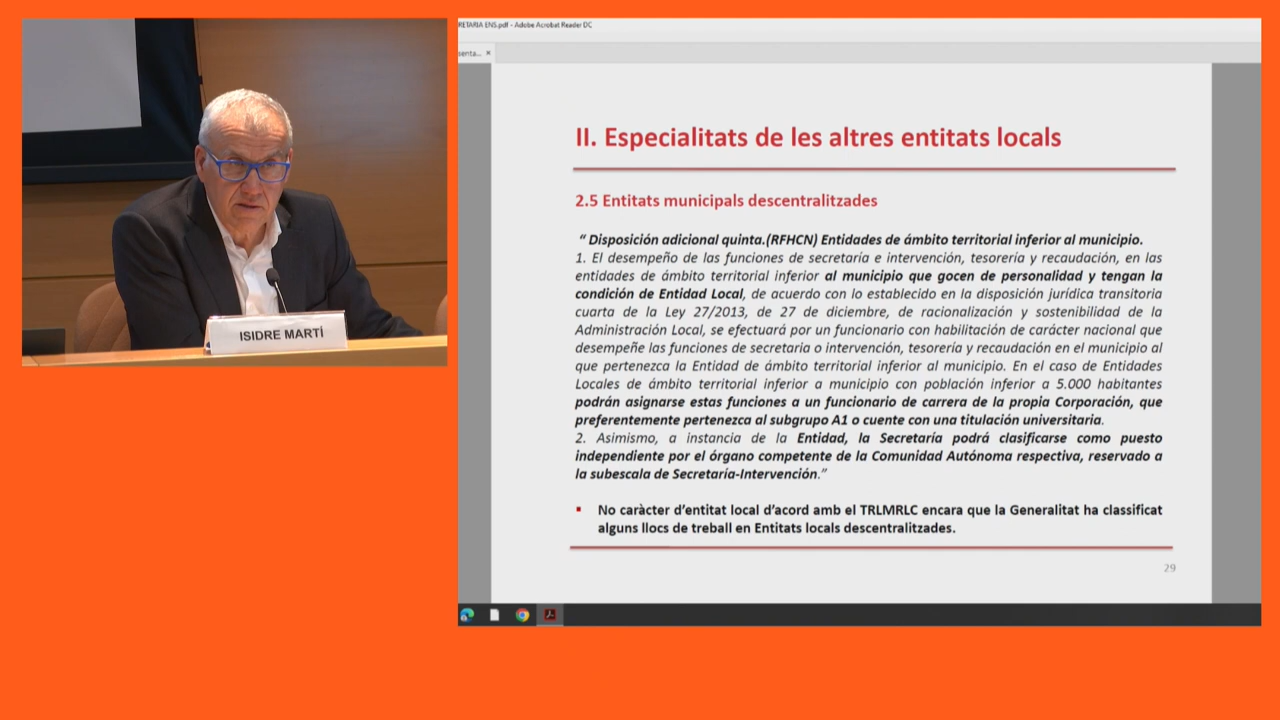 RETARIA ENS.pdf - Adobe Acrobat Reader DC
senta... ×
II. Especialitats de les altres entitats locals
2.5 Entitats municipals descentralitzades
“ Disposición adicional quinta.(RFHCN) Entidades de ámbito territorial inferior al municipio.
1. El desempeño de las funciones de secretaría e intervención, tesorería y recaudación, en las
entidades de ámbito territorial inferior al municipio que gocen de personalidad y tengan la
condición de Entidad Local, de acuerdo con lo establecido en la disposición jurídica transitoria
cuarta de la Ley 27/2013, de 27 de diciembre, de racionalización y sostenibilidad de la
Administración Local, se efectuará por un funcionario con habilitación de carácter nacional que
desempeñe las funciones de secretaria o intervención, tesorería y recaudación en el municipio al
que pertenezca la Entidad de ámbito territorial inferior al municipio. En el caso de Entidades
Locales de ámbito territorial inferior a municipio con población inferior a 5.000 habitantes
podrán asignarse estas funciones a un funcionario de carrera de la propia Corporación, que
preferentemente pertenezca al subgrupo A1 o cuente con una titulación universitaria.
2. Asimismo, a instancia de la Entidad, la Secretaría podrá clasificarse como puesto
independiente por el órgano competente de la Comunidad Autónoma respectiva, reservado a
la subescala de Secretaría-Intervención.”
▪ No caràcter d’entitat local d’acord amb el TRLMRLC encara que la Generalitat ha classificat
alguns llocs de treball en Entitats locals descentralitzades.
29
ISIDRE MARTÍ